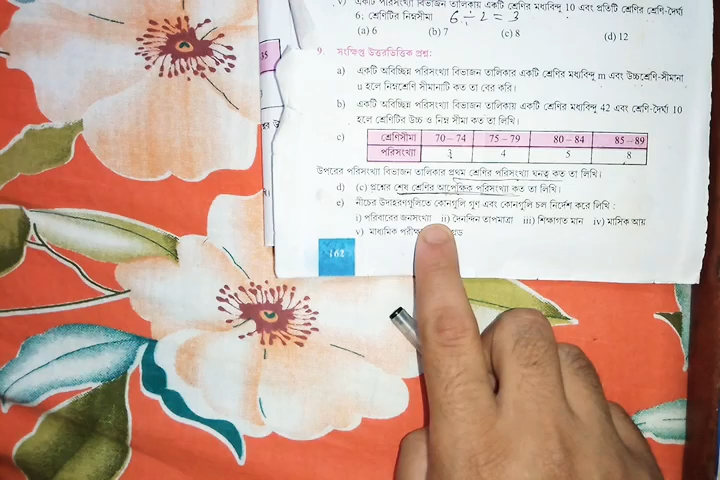 একটি পরিসংখ্যা বিভাজন তালিকায় একটি শ্রেণির মধ্যবিন্দু 10 এবং প্রতিটি শ্রেণির শ্রেণি-দৈর্ঘ্য
6; শ্রেণিটির নিম্নসীমা 6÷2=3
(a) 6 (b) 7 (c) 8 (d) 12
9. সংক্ষিপ্ত উত্তরভিত্তিক প্রশ্ন:
a) একটি অবিচ্ছিন্ন পরিসংখ্যা বিভাজন তালিকার একটি শ্রেণির মধ্যবিন্দু m এবং উচ্চশ্রেণি-সীমানা
u হলে নিম্নশ্রেণি সীমানাটি কত তা বের করি।
b) একটি অবিচ্ছিন্ন পরিসংখ্যা বিভাজন তালিকায় একটি শ্রেণির মধ্যবিন্দু 42 এবং শ্রেণি-দৈর্ঘ্য 10
হলে শ্রেণিটির উচ্চ ও নিম্ন সীমা কত তা লিখি।
c) শ্রেণিসীমা 70 – 74 75 – 79 80 – 84 85 – 89
পরিসংখ্যা 3 4 5 8
উপরের পরিসংখ্যা বিভাজন তালিকার প্রথম শ্রেণির পরিসংখ্যা ঘনত্ব কত তা লিখি।
d) (c) প্রশ্নের শেষ শ্রেণির আপেক্ষিক পরিসংখ্যা কত তা লিখি।
e) নীচের উদাহরণগুলিতে কোনগুলি গুণ এবং কোনগুলি চল নির্দেশ করে লিখি :
i) পরিবারের জনসংখ্যা ii) দৈনন্দিন তাপমাত্রা iii) শিক্ষাগত মান iv) মাসিক আয়
v) মাধ্যমিক
162